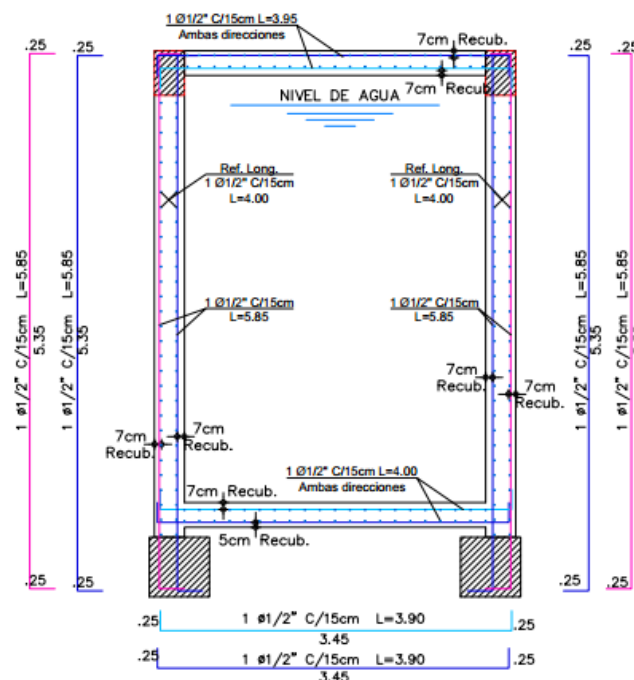 1 Ø1/2" C/15cm L=3.95
Ambas direcciones
.25
.25
7cm Recub.
.25
.25
7cm Recub.
NIVEL DE AGUA
Ref. Long.
1 Ø1/2" C/15cm
L=4.00
Ref. Long.
1 Ø1/2" C/15cm
L=4.00
1 ø1/2" C/15cm L=5.85
5.35
1 ø1/2" C/15cm L=5.85
5.35
1 Ø1/2" C/15cm
L=5.85
1 Ø1/2" C/15cm
L=5.85
1 ø1/2" C/15cm L=5.85
5.35
1 ø1/2" C/15cm L=5.85
7cm
Recub.
7cm
Recub.
7cm
Recub.
7cm
Recub.
1 Ø1/2" C/15cm L=4.00
Ambas direcciones
7cm Recub.
5cm Recub.
.25
.25
.25
.25
.25
1 ø1/2" C/15cm L=3.90
.25
3.45
.25
1 ø1/2" C/15cm L=3.90
.25
3.45